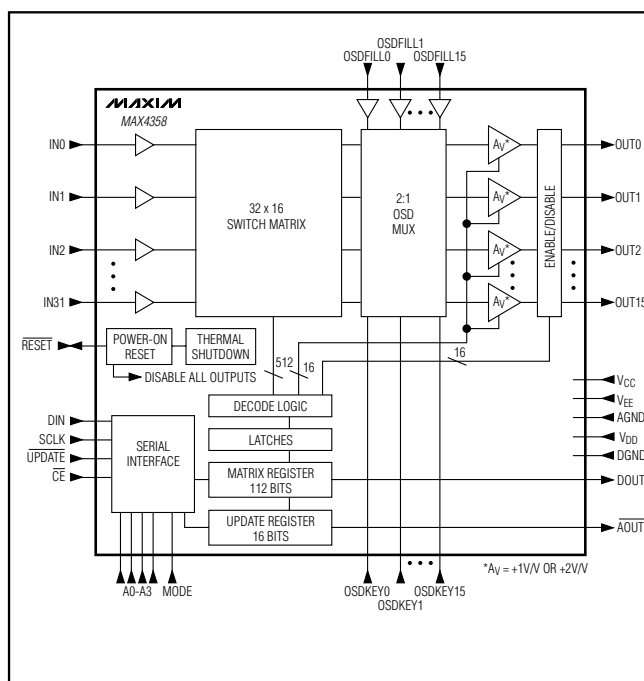 OSDFILL1
OSDFILL0 OSDFILL15
MAXIM
MAX4358
IN0
IN1
IN2
IN31
32 x 16
SWITCH MATRIX
2:1
OSD
MUX
AV*
AV*
AV*
AV*
ENABLE/DISABLE
OUT0
OUT1
OUT2
OUT15
RESET
POWER-ON
RESET
THERMAL
SHUTDOWN
DISABLE ALL OUTPUTS
512
16
16
VCC
VEE
AGND
VDD
DGND
DOUT
AOUT
DIN
SCLK
UPDATE
CE
SERIAL
INTERFACE
DECODE LOGIC
LATCHES
MATRIX REGISTER
112 BITS
UPDATE REGISTER
16 BITS
A0-A3 MODE
OSDKEY0 OSDKEY15
OSDKEY1
*AV = +1V/V OR +2V/V